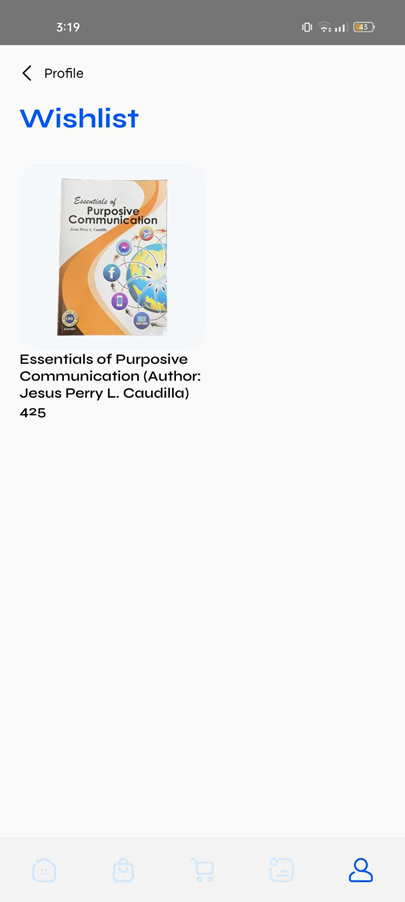 3:19
43
Profile
Wishlist
Essentials of
Purposive
Communication
Jesus Perry L. Caudilla
Essentials of Purposive
Communication (Author:
Jesus Perry L. Caudilla)
425